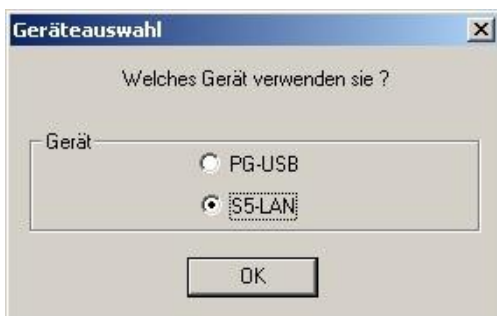 Geräteauswahl
Welches Gerät verwenden sie ?
Gerät
PG-USB
S5-LAN
OK